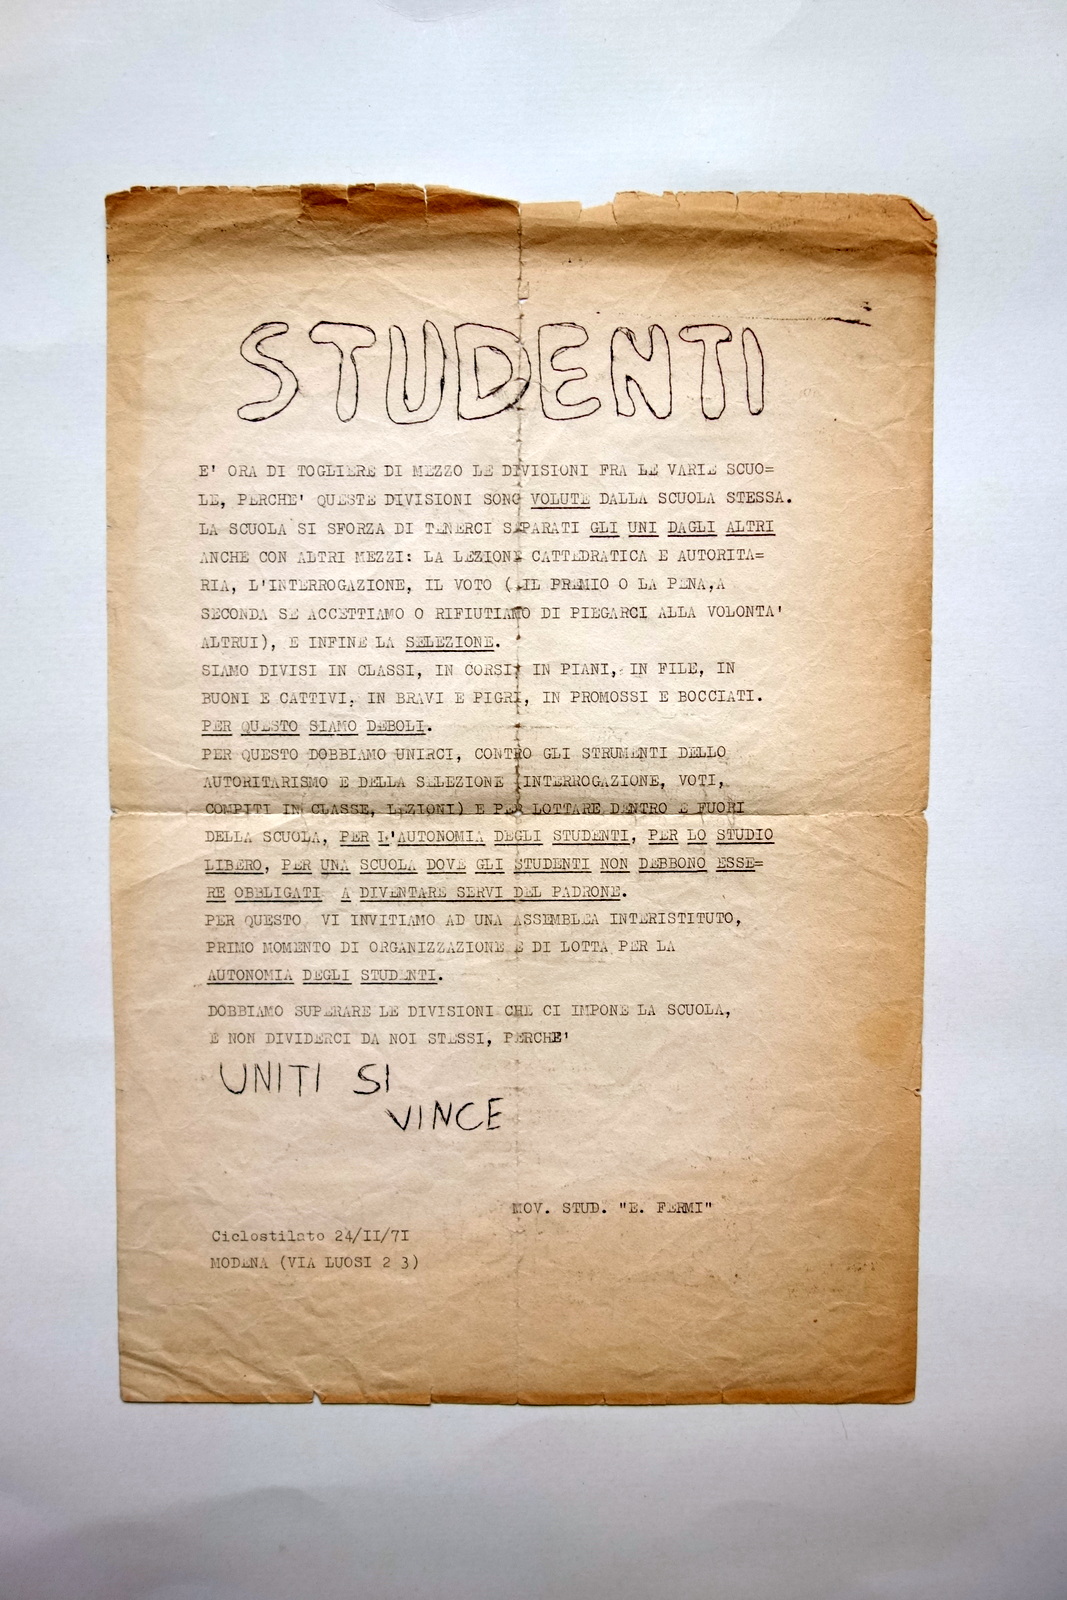 STUDENTI
E' ORA DI TOGLIERE DI MEZZO LE DIVISIONI FRA LE VARIE SCUO=
LE, PERCHE' QUESTE DIVISIONI SONO VOLUTE DALLA SCUOLA STESSA.
LA SCUOLA SI SFORZA DI TENERCI SEPARATI GLI UNI DAGLI ALTRI
ANCHE CON ALTRI MEZZI: LA LEZIONE CATTEDRATICA E AUTORITA=
RIA, L'INTERROGAZIONE, IL VOTO (IL PREMIO O LA PENA,A
SECONDA SE ACCETTIAMO O RIFIUTIAMO DI PIEGARCI ALLA VOLONTA'
ALTRUI), E INFINE LA SELEZIONE.
SIAMO DIVISI IN CLASSI, IN CORSI, IN PIANI, IN FILE, IN
BUONI E CATTIVI, IN BRAVI E PIGRI, IN PROMOSSI E BOCCIATI.
PER QUESTO SIAMO DEBOLI.
PER QUESTO DOBBIAMO UNIRCI, CONTRO GLI STRUMENTI DELLO
AUTORITARISMO E DELLA SELEZIONE (INTERROGAZIONE, VOTI,
COMPITI IN CLASSE, LEZIONI) E PER LOTTARE DENTRO E FUORI
DELLA SCUOLA, PER L'AUTONOMIA DEGLI STUDENTI, PER LO STUDIO
LIBERO, PER UNA SCUOLA DOVE GLI STUDENTI NON DEBBONO ESSE=
RE OBBLIGATI A DIVENTARE SERVI DEL PADRONE.
PER QUESTO VI INVITIAMO AD UNA ASSEMBLEA INTERISTITUTO,
PRIMO MOMENTO DI ORGANIZZAZIONE E DI LOTTA PER LA
AUTONOMIA DEGLI STUDENTI.
DOBBIAMO SUPERARE LE DIVISIONI CHE CI IMPONE LA SCUOLA,
E NON DIVIDERCI DA NOI STESSI, PERCHE'
UNITI SI
VINCE
MOV. STUD. "E. FERMI"
Ciclostilato 24/II/7I
MODENA (VIA LUOSI 2 3)